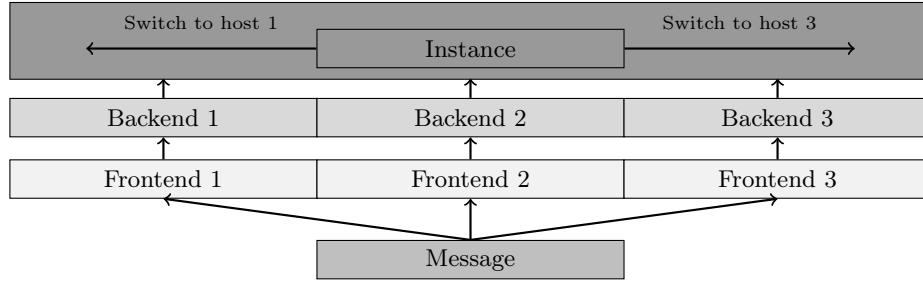 Switch to host 1
Switch to host 3
Instance
Backend 1
Backend 2
Backend 3
Frontend 1
Frontend 2
Frontend 3
Message